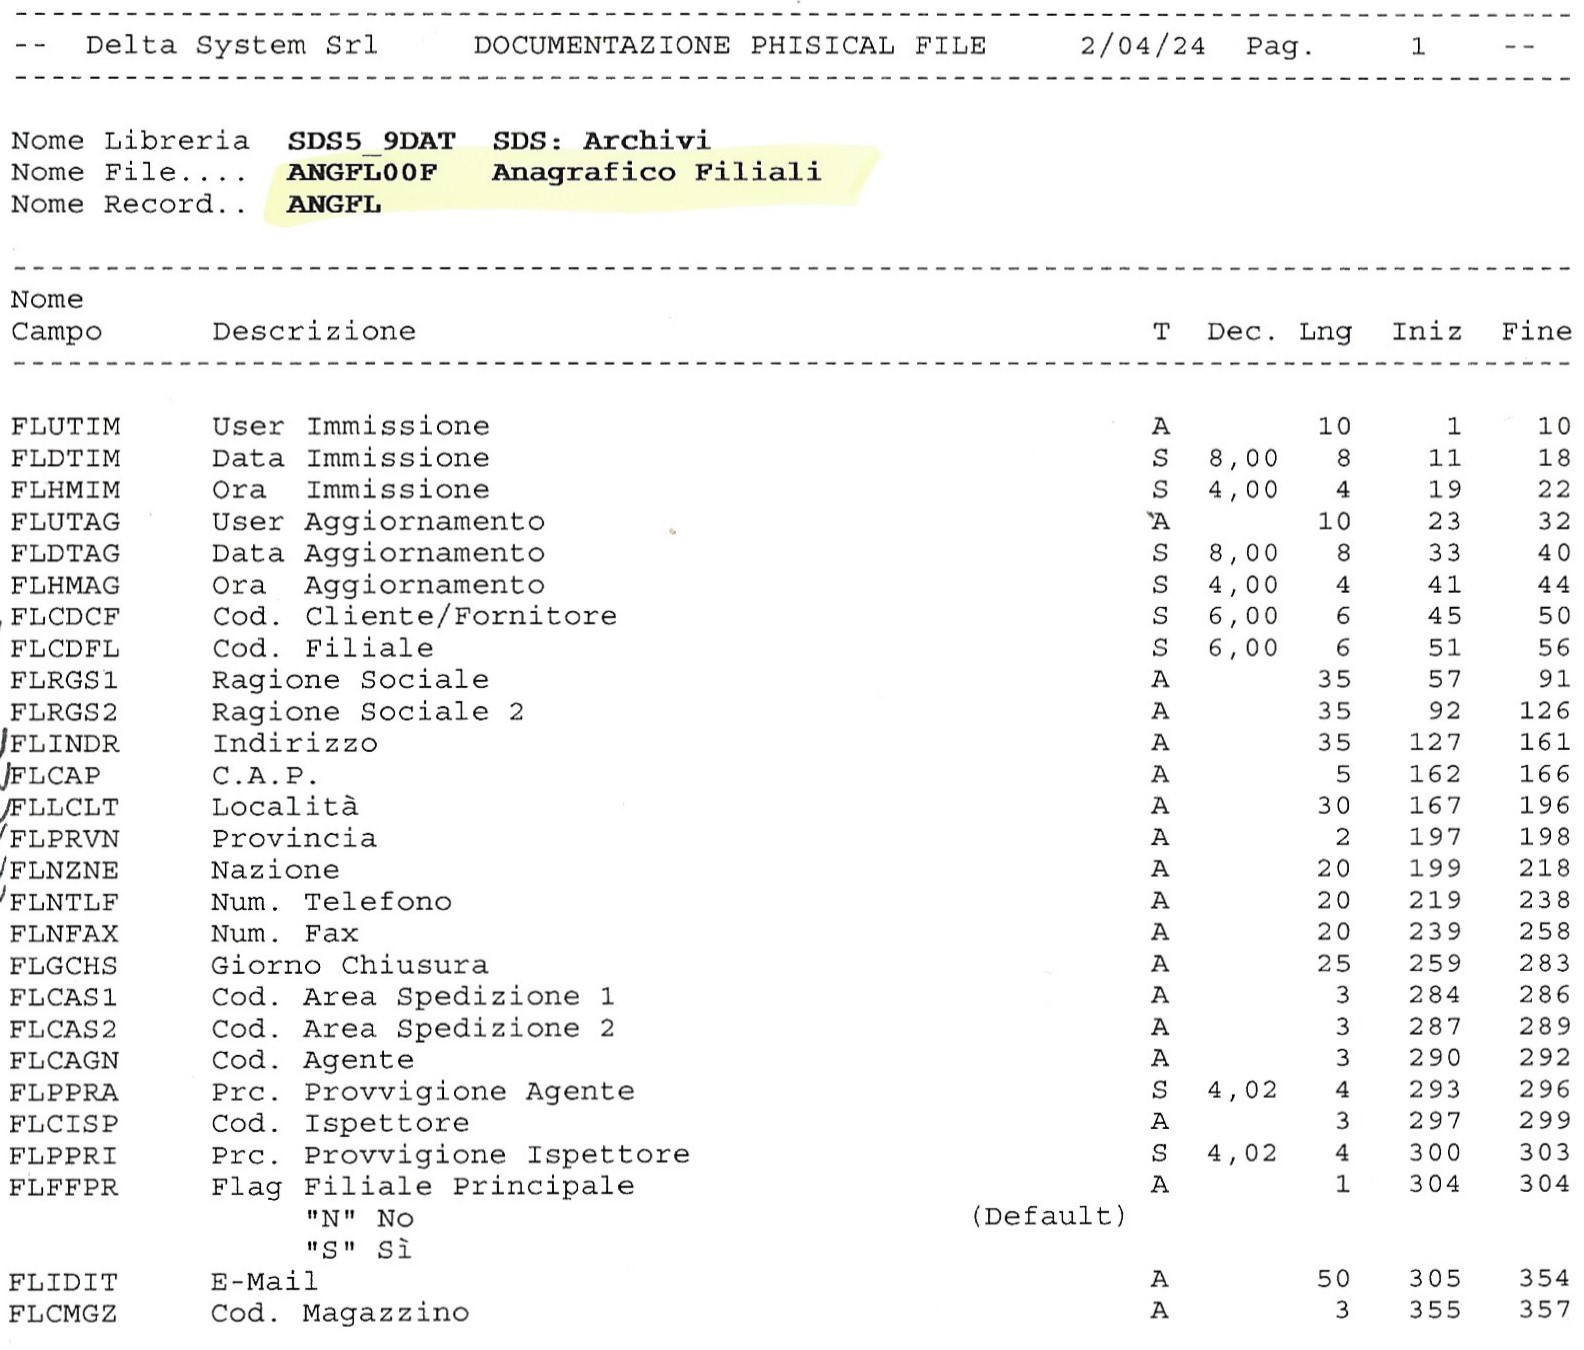 -- Delta System Srl DOCUMENTAZIONE PHISICAL FILE 2/04/24 Pag. 1 --
Nome Libreria SDS5_9DAT SDS: Archivi
Nome File.... ANGFL00F Anagrafico Filiali
Nome Record.. ANGFL
Nome
Campo Descrizione T Dec. Lng Iniz Fine
FLUTIM User Immissione A 10 1 10
FLDTIM Data Immissione S 8,00 8 11 18
FLHMIM Ora Immissione S 4,00 4 19 22
FLUTAG User Aggiornamento A 10 23 32
FLDTAG Data Aggiornamento S 8,00 8 33 40
FLHMAG Ora Aggiornamento S 4,00 4 41 44
FLCDCF Cod. Cliente/Fornitore S 6,00 6 45 50
FLCDFL Cod. Filiale S 6,00 6 51 56
FLRGS1 Ragione Sociale A 35 57 91
FLRGS2 Ragione Sociale 2 A 35 92 126
FLINDR Indirizzo A 35 127 161
FLCAP C.A.P. A 5 162 166
FLLCLT Località A 30 167 196
FLPRVN Provincia A 2 197 198
FLNZNE Nazione A 20 199 218
FLNTLF Num. Telefono A 20 219 238
FLNFAX Num. Fax A 20 239 258
FLGCHS Giorno Chiusura A 25 259 283
FLCAS1 Cod. Area Spedizione 1 A 3 284 286
FLCAS2 Cod. Area Spedizione 2 A 3 287 289
FLCAGN Cod. Agente A 3 290 292
FLPPRA Prc. Provvigione Agente S 4,02 4 293 296
FLCISP Cod. Ispettore A 3 297 299
FLPPRI Prc. Provvigione Ispettore S 4,02 4 300 303
FLFFPR Flag Filiale Principale A 1 304 304
"N" No (Default)
"S" Sì
FLIDIT E-Mail A 50 305 354
FLCMGZ Cod. Magazzino A 3 355 357